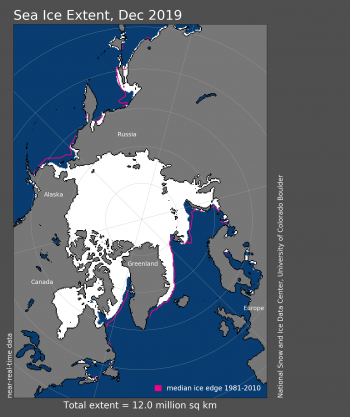 Sea Ice Extent, Dec 2019
Russia
Alaska
Greenland
Canada
Europe
median ice edge 1981-2010
Total extent = 12.0 million sq km
near-real-time data
National Snow and Ice Data Center, University of Colorado Boulder